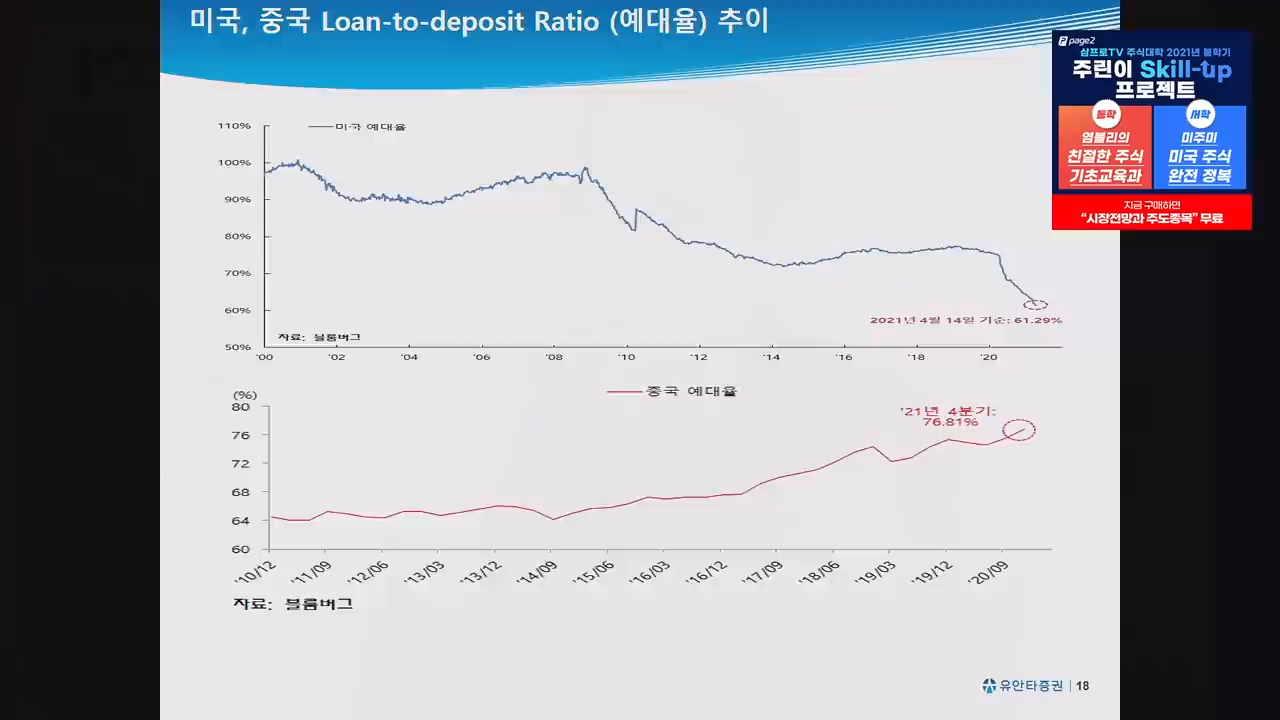 미국, 중국 Loan-to-deposit Ratio (예대율) 추이
page2
삼프로TV 주식대학 2021년 봄학기
주린이 Skill-up
프로젝트
동학
염블리의
친절한 주식
기초교육과
서학
미주미
미국 주식
완전 정복
지금 구매하면
"시장전망과 주도종목" 무료
110%
100%
90%
80%
70%
60%
50%
미국 예대율
2021년 4월 14일 기준: 61.29%
자료: 블룸버그
'00 '02 '04 '06 '08 '10 '12 '14 '16 '18 '20
(%)
중국 예대율
80
76
72
68
64
60
'21년 4분기:
76.81%
'10/12 '11/09 '12/06 '13/03 '13/12 '14/09 '15/06 '16/03 '16/12 '17/09 '18/06 '19/03 '19/12 '20/09
자료: 블룸버그
유안타증권 | 18